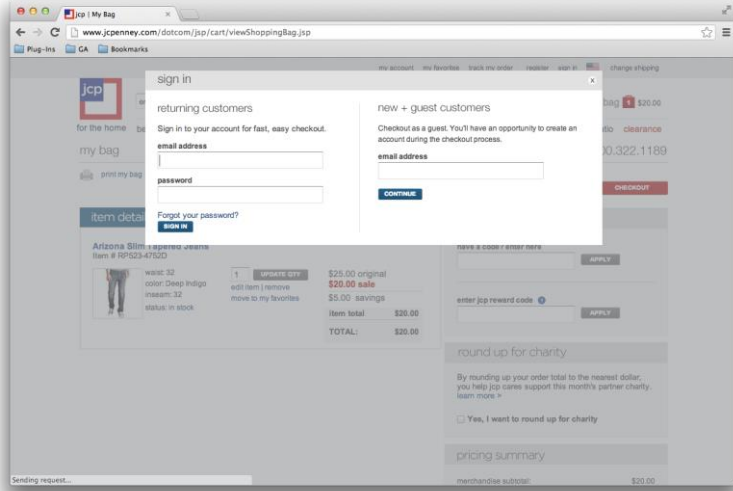 jcp | My Bag
www.jcpenney.com/dotcom/jsp/cart/viewShoppingBag.jsp
Plug-Ins GA Bookmarks
my account my favorites track my order register sign in change shipping
jcp
bag 1 $20.00
for the home
clearance
my bag
00.322.1189
print my bag
CHECKOUT
sign in
x
returning customers
Sign in to your account for fast, easy checkout.
email address
password
Forgot your password?
SIGN IN
new + guest customers
Checkout as a guest. You'll have an opportunity to create an
account during the checkout process.
email address
CONTINUE
item detai
Arizona Slim Tapered Jeans
Item # RP523-4752D
waist: 32
color: Deep Indigo
inseam: 32
status: in stock
1 UPDATE QTY
edit item | remove
move to my favorites
$25.00 original
$20.00 sale
$5.00 savings
item total $20.00
TOTAL: $20.00
have a code? enter here
APPLY
enter jcp reward code ?
APPLY
round up for charity
By rounding up your order total to the nearest dollar,
you help jcp cares support this month's partner charity.
learn more >
Yes, I want to round up for charity
pricing summary
merchandise subtotal: $20.00
Sending request...